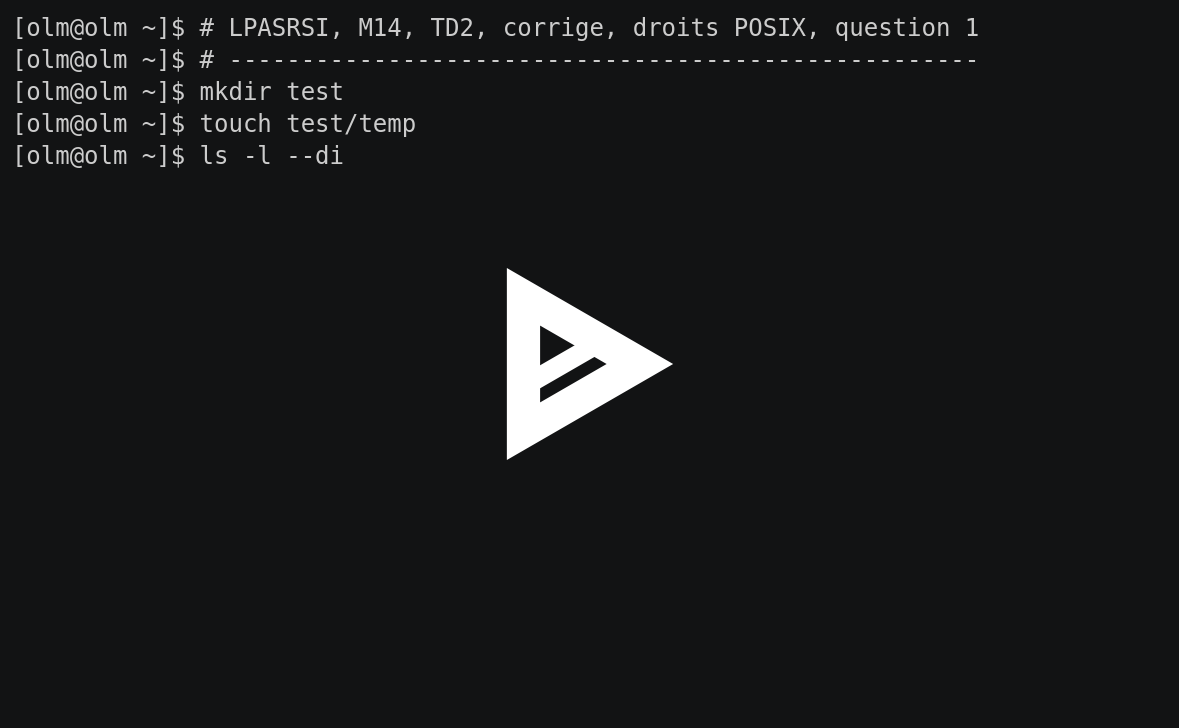 [olm@olm ~]$ # LPASRSI, M14, TD2, corrige, droits POSIX, question 1
[olm@olm ~]$ # ----------------------------------------------------
[olm@olm ~]$ mkdir test
[olm@olm ~]$ touch test/temp
[olm@olm ~]$ ls -l --di